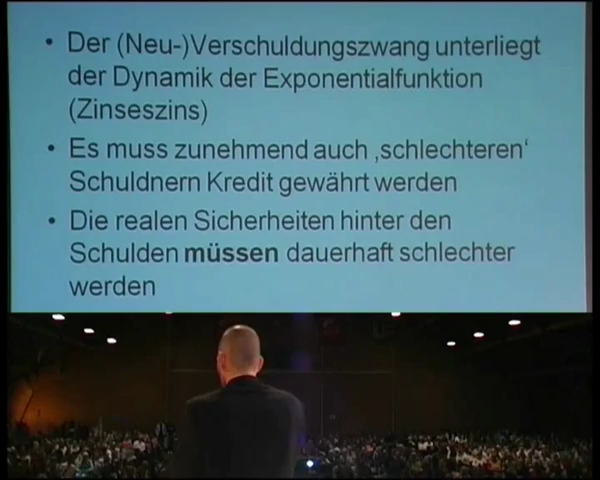 • Der (Neu-)Verschuldungszwang unterliegt
der Dynamik der Exponentialfunktion
(Zinseszins)
• Es muss zunehmend auch ‚schlechteren‘
Schuldnern Kredit gewährt werden
• Die realen Sicherheiten hinter den
Schulden müssen dauerhaft schlechter
werden